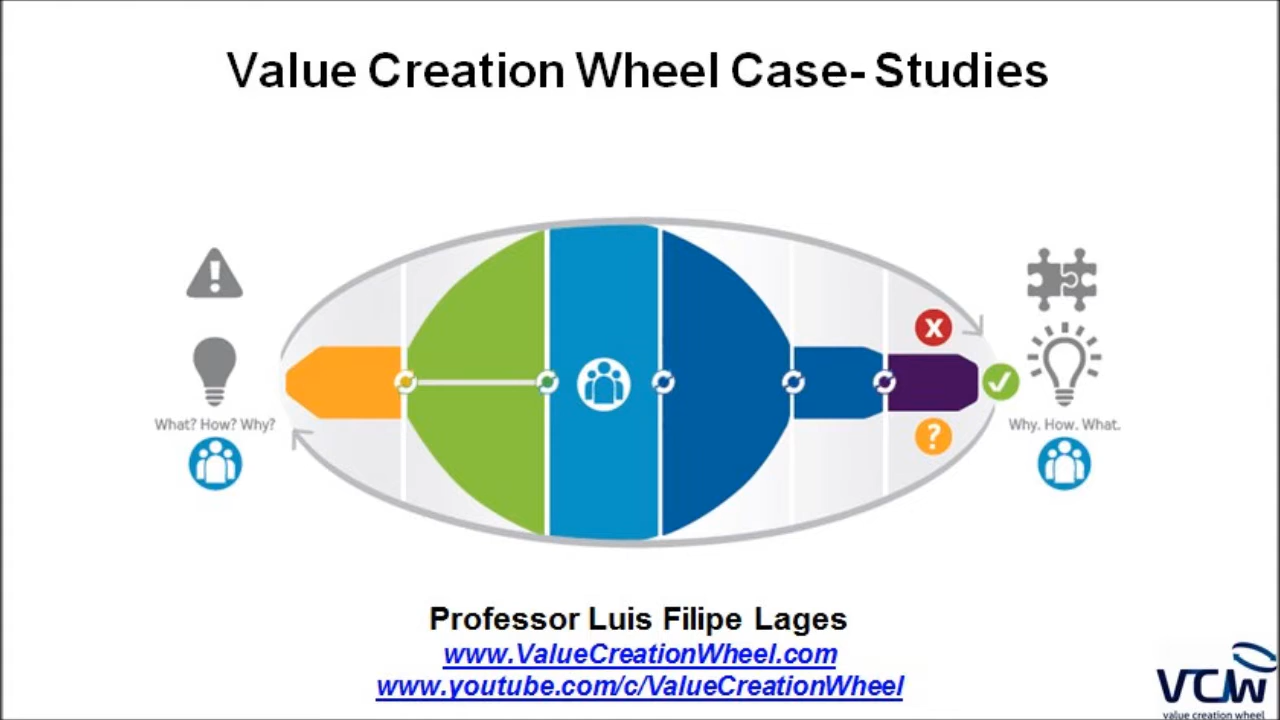 Value Creation Wheel Case- Studies
What? How? Why?
Why. How. What.
Professor Luis Filipe Lages
www.ValueCreationWheel.com
www.youtube.com/c/ValueCreationWheel
VCW
value creation wheel